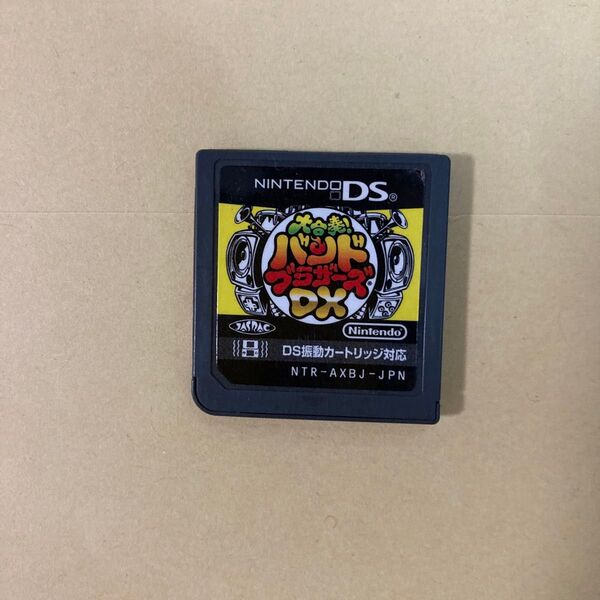 NINTENDO DS®
大合奏!
バンド
ブラザーズ®
DX
JASRAC
Nintendo
DS振動カートリッジ対応
NTR-AXBJ-JPN